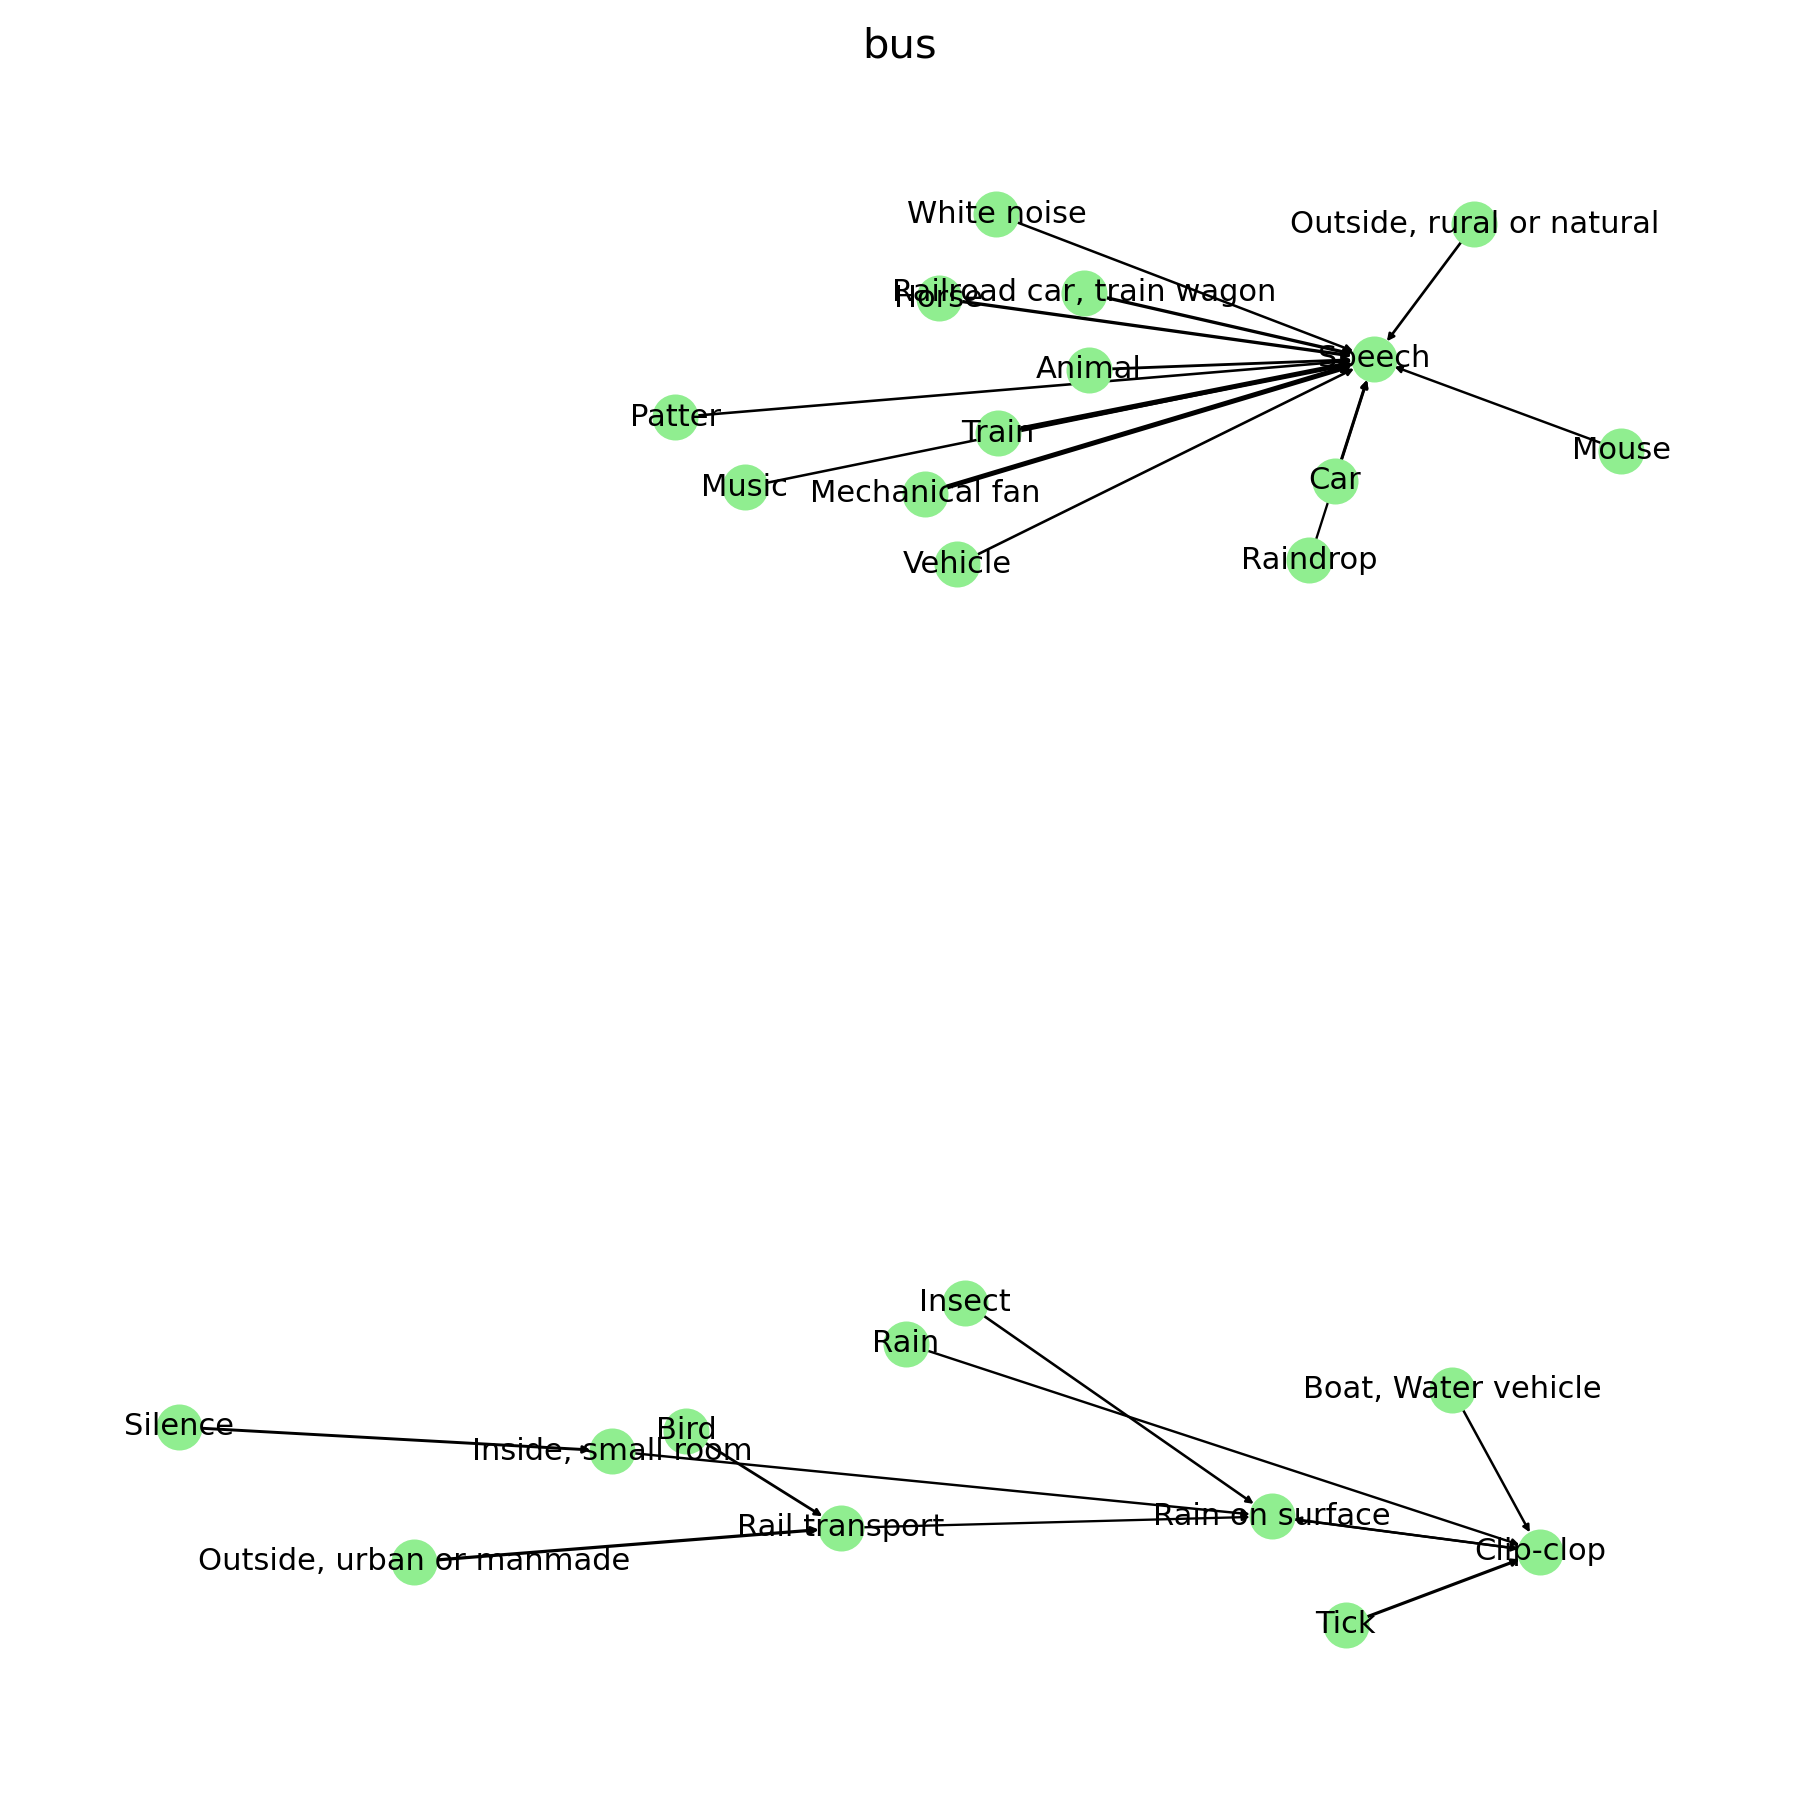 bus
White noise
Outside, rural or natural
Railroad car, train wagon
Horse
Speech
Animal
Patter
Train
Mouse
Car
Music
Mechanical fan
Raindrop
Vehicle
Insect
Rain
Boat, Water vehicle
Silence
Bird
Inside, small room
Rain on surface
Rail transport
Clip-clop
Outside, urban or manmade
Tick